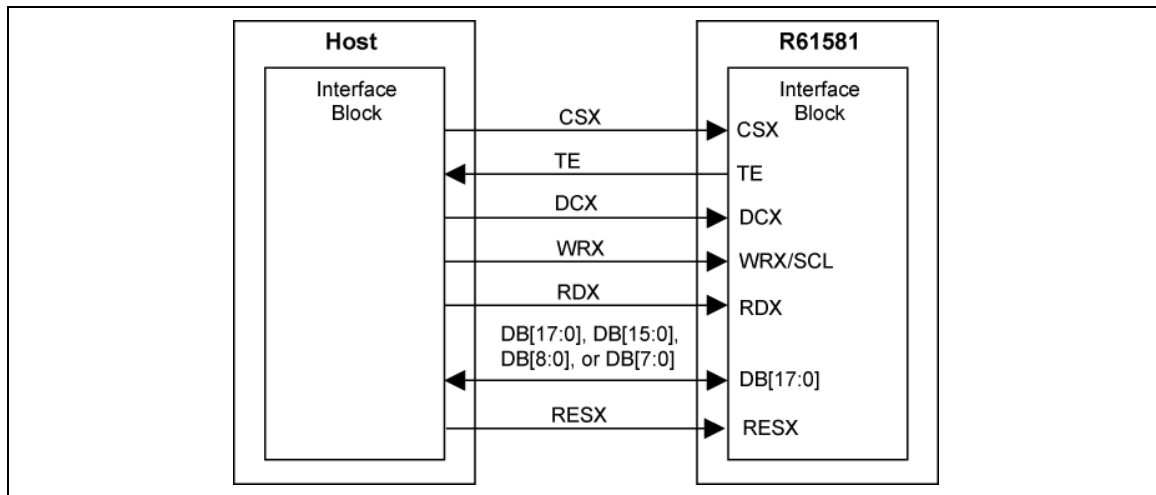 Host
R61581
Interface
Block
Interface
Block
CSX
CSX
TE
TE
DCX
DCX
WRX
WRX/SCL
RDX
RDX
DB[17:0], DB[15:0],
DB[8:0], or DB[7:0]
DB[17:0]
RESX
RESX